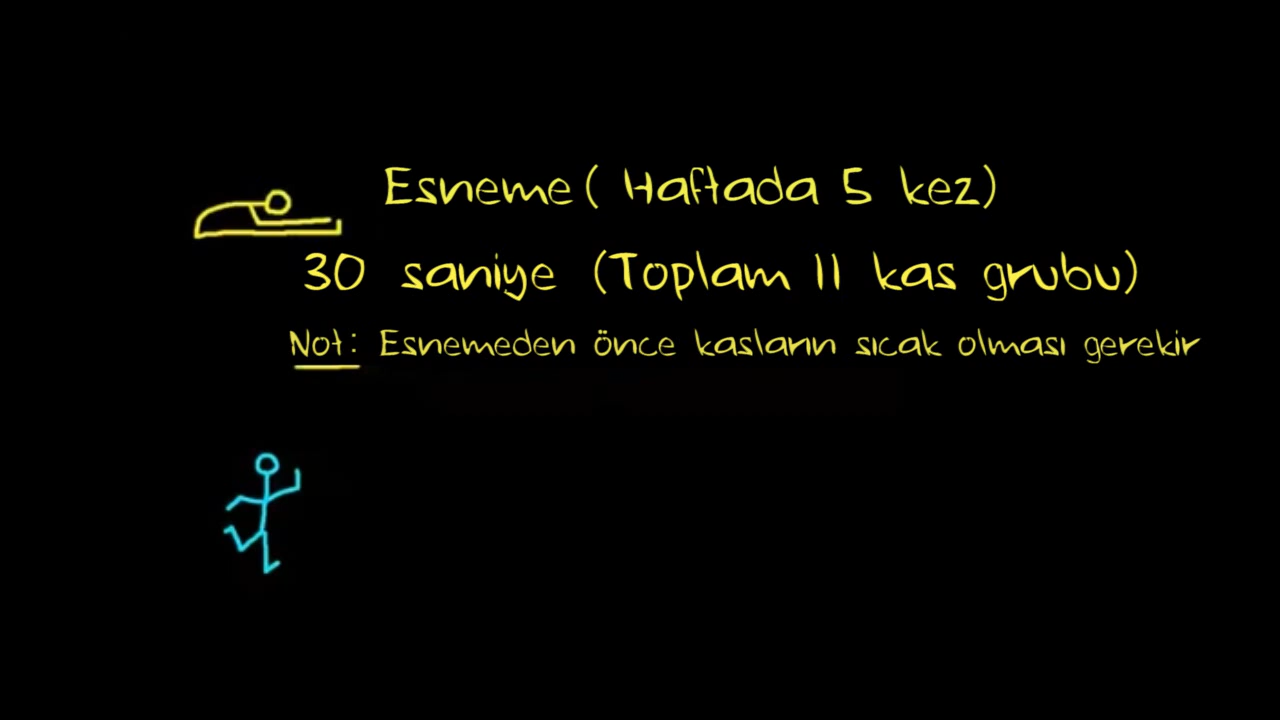 Esneme( Haftada 5 kez)
30 saniye (Toplam 11 kas grubu)
Not: Esnemeden önce kasların sıcak olması gerekir